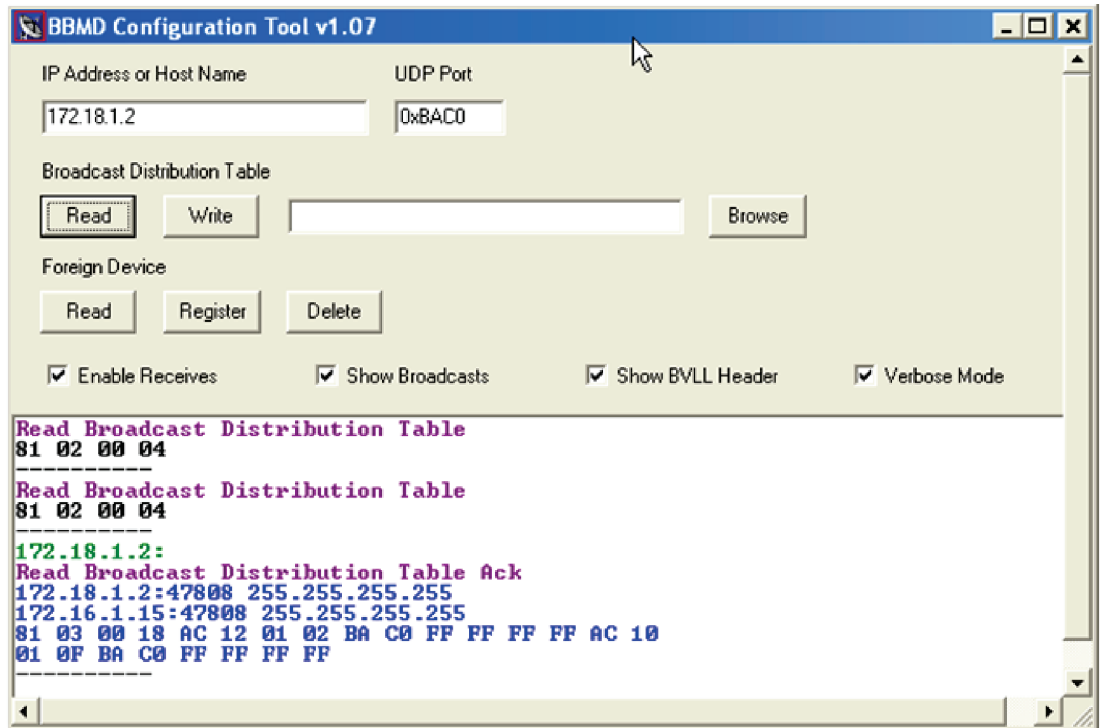 BBMD Configuration Tool v1.07
IP Address or Host Name UDP Port
172.18.1.2 0xBAC0
Broadcast Distribution Table
Read Write Browse
Foreign Device
Read Register Delete
Enable Receives Show Broadcasts Show BVLL Header Verbose Mode
Read Broadcast Distribution Table
81 02 00 04
----------
Read Broadcast Distribution Table
81 02 00 04
----------
172.18.1.2:
Read Broadcast Distribution Table Ack
172.18.1.2:47808 255.255.255.255
172.16.1.15:47808 255.255.255.255
81 03 00 18 AC 12 01 02 BA C0 FF FF FF FF AC 10
01 0F BA C0 FF FF FF FF
----------